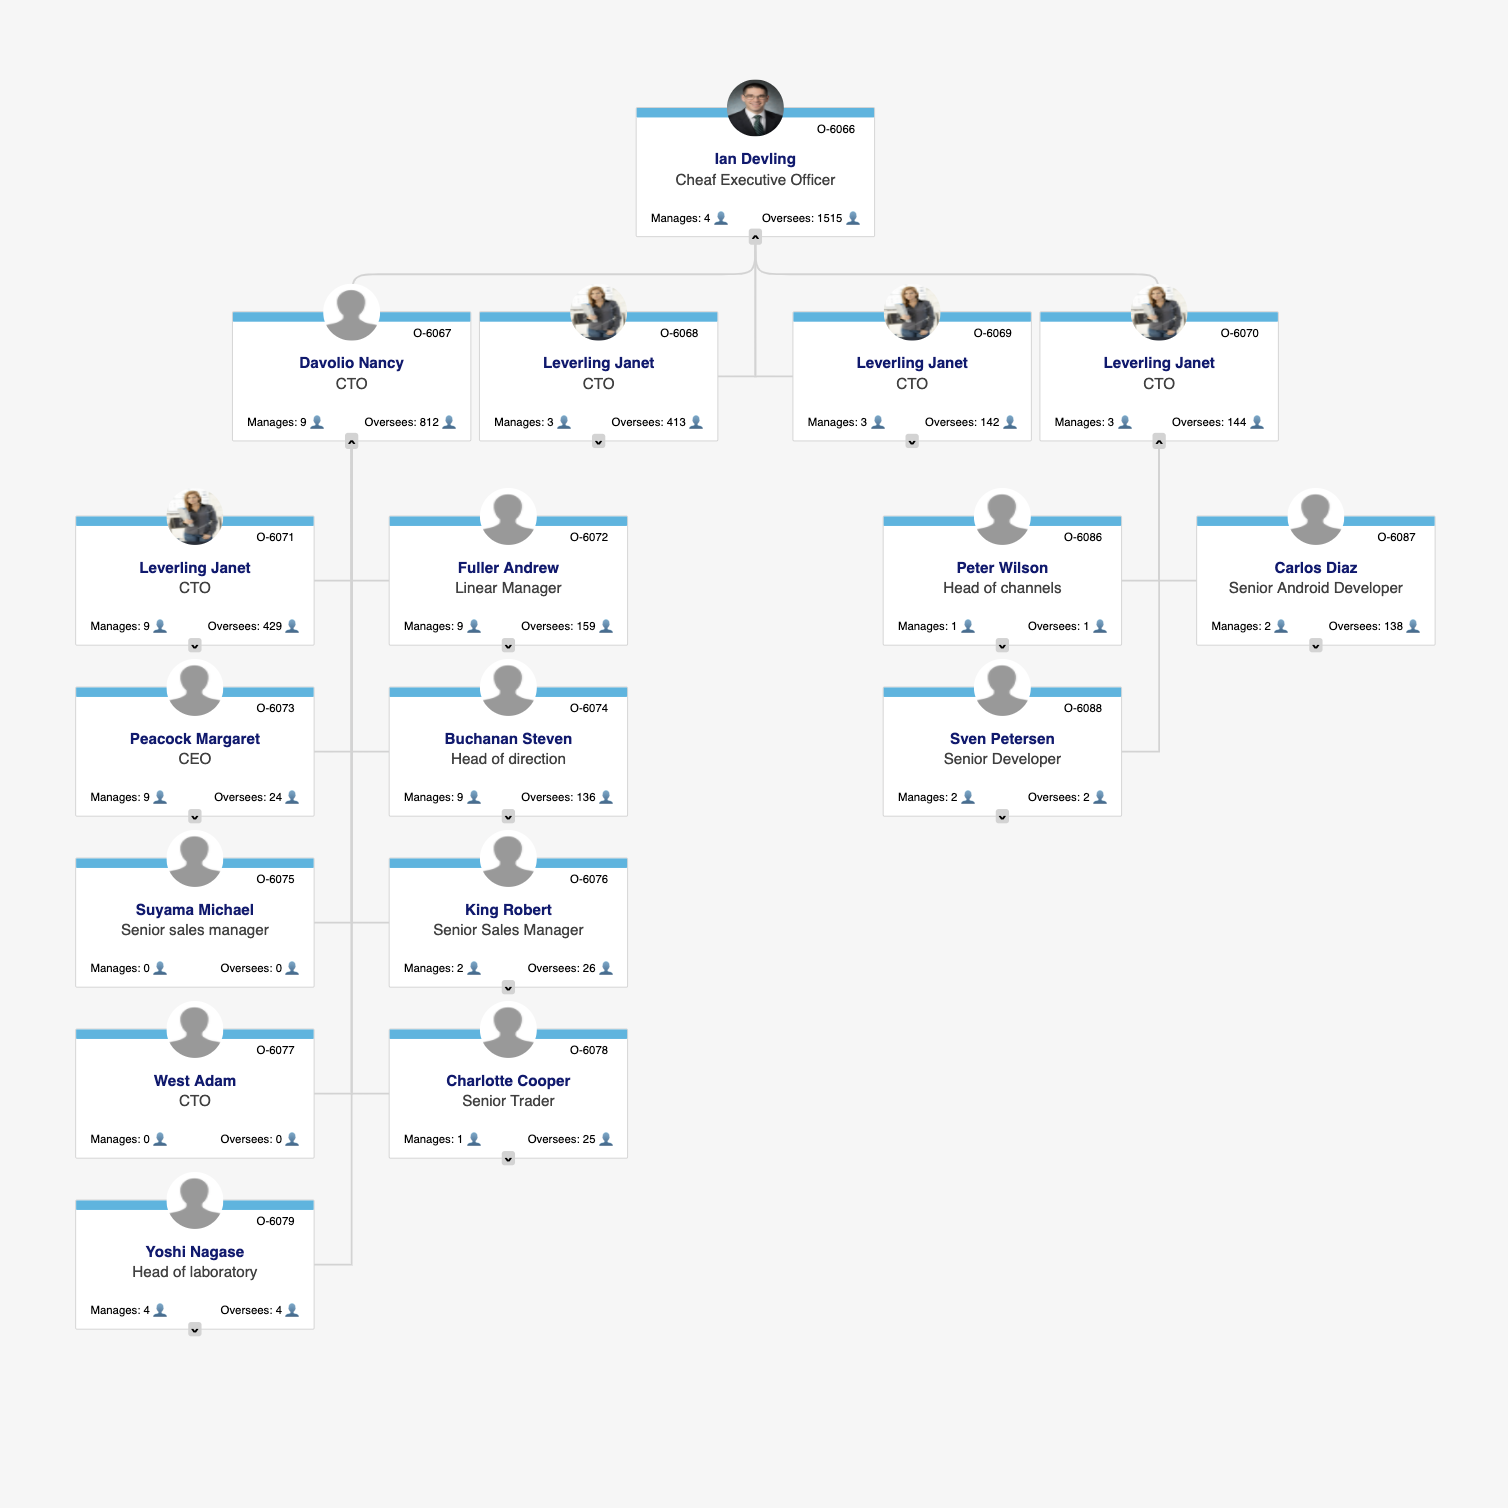 O-6066
Ian Devling
Cheaf Executive Officer
Manages: 4 Oversees: 1515
O-6067
Davolio Nancy
CTO
Manages: 9 Oversees: 812
O-6068
Leverling Janet
CTO
Manages: 3 Oversees: 413
O-6069
Leverling Janet
CTO
Manages: 3 Oversees: 142
O-6070
Leverling Janet
CTO
Manages: 3 Oversees: 144
O-6071
Leverling Janet
CTO
Manages: 9 Oversees: 429
O-6072
Fuller Andrew
Linear Manager
Manages: 9 Oversees: 159
O-6086
Peter Wilson
Head of channels
Manages: 1 Oversees: 1
O-6087
Carlos Diaz
Senior Android Developer
Manages: 2 Oversees: 138
O-6073
Peacock Margaret
CEO
Manages: 9 Oversees: 24
O-6074
Buchanan Steven
Head of direction
Manages: 9 Oversees: 136
O-6088
Sven Petersen
Senior Developer
Manages: 2 Oversees: 2
O-6075
Suyama Michael
Senior sales manager
Manages: 0 Oversees: 0
O-6076
King Robert
Senior Sales Manager
Manages: 2 Oversees: 26
O-6077
West Adam
CTO
Manages: 0 Oversees: 0
O-6078
Charlotte Cooper
Senior Trader
Manages: 1 Oversees: 25
O-6079
Yoshi Nagase
Head of laboratory
Manages: 4 Oversees: 4